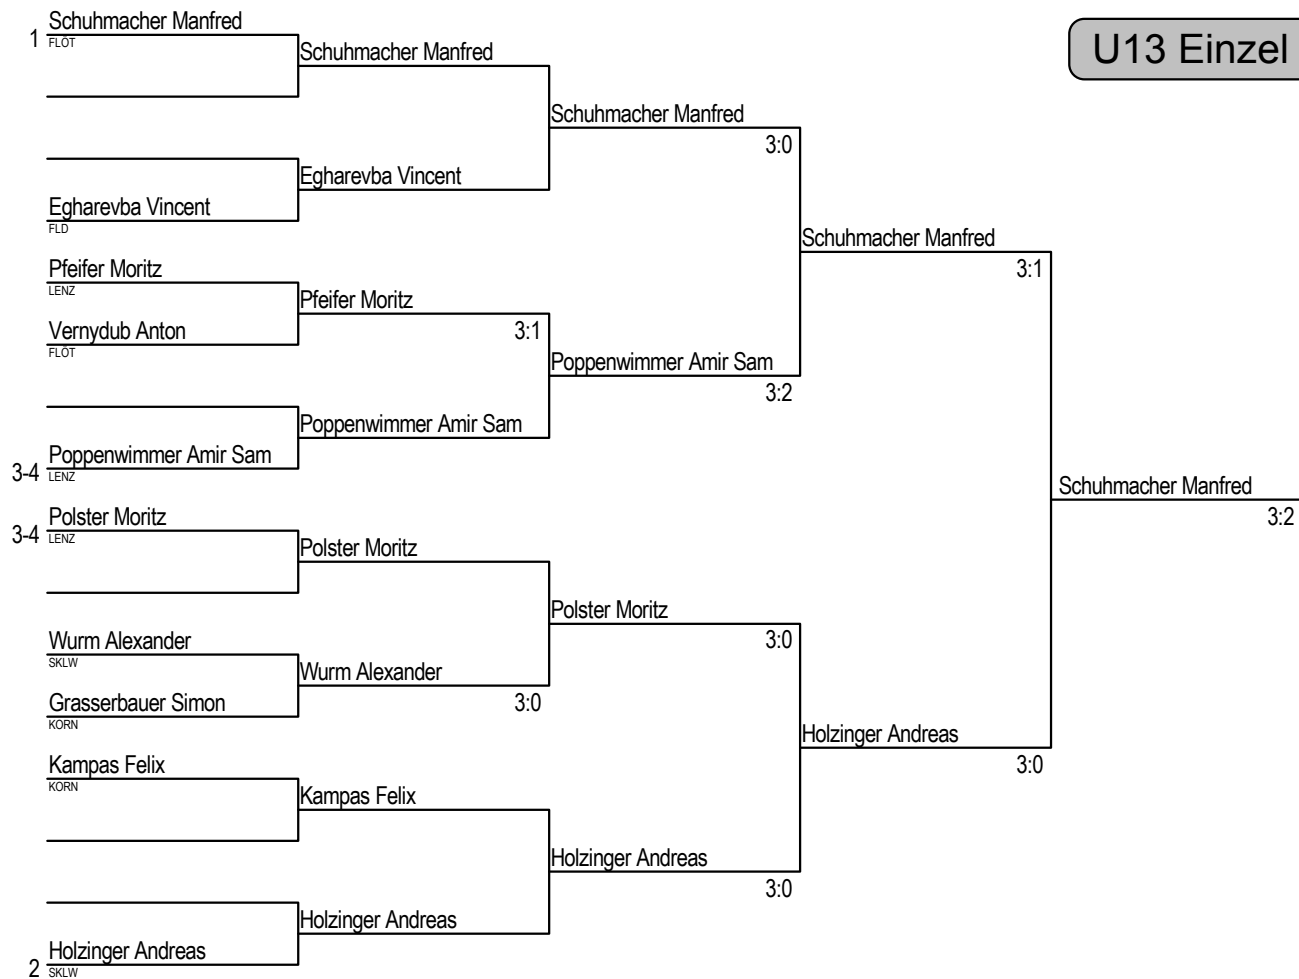 U13 Einzel
1 Schuhmacher Manfred
FLÖT
Schuhmacher Manfred
Schuhmacher Manfred
3:0
Egharevba Vincent
Egharevba Vincent
FLD
Schuhmacher Manfred
3:1
Pfeifer Moritz
LENZ
Pfeifer Moritz
3:1
Vernydub Anton
FLÖT
Poppenwimmer Amir Sam
3:2
Poppenwimmer Amir Sam
3-4 Poppenwimmer Amir Sam
LENZ
Schuhmacher Manfred
3:2
3-4 Polster Moritz
LENZ
Polster Moritz
Polster Moritz
3:0
Wurm Alexander
SKLW
Wurm Alexander
3:0
Grasserbauer Simon
KORN
Holzinger Andreas
3:0
Kampas Felix
KORN
Kampas Felix
Holzinger Andreas
3:0
Holzinger Andreas
2 Holzinger Andreas
SKLW